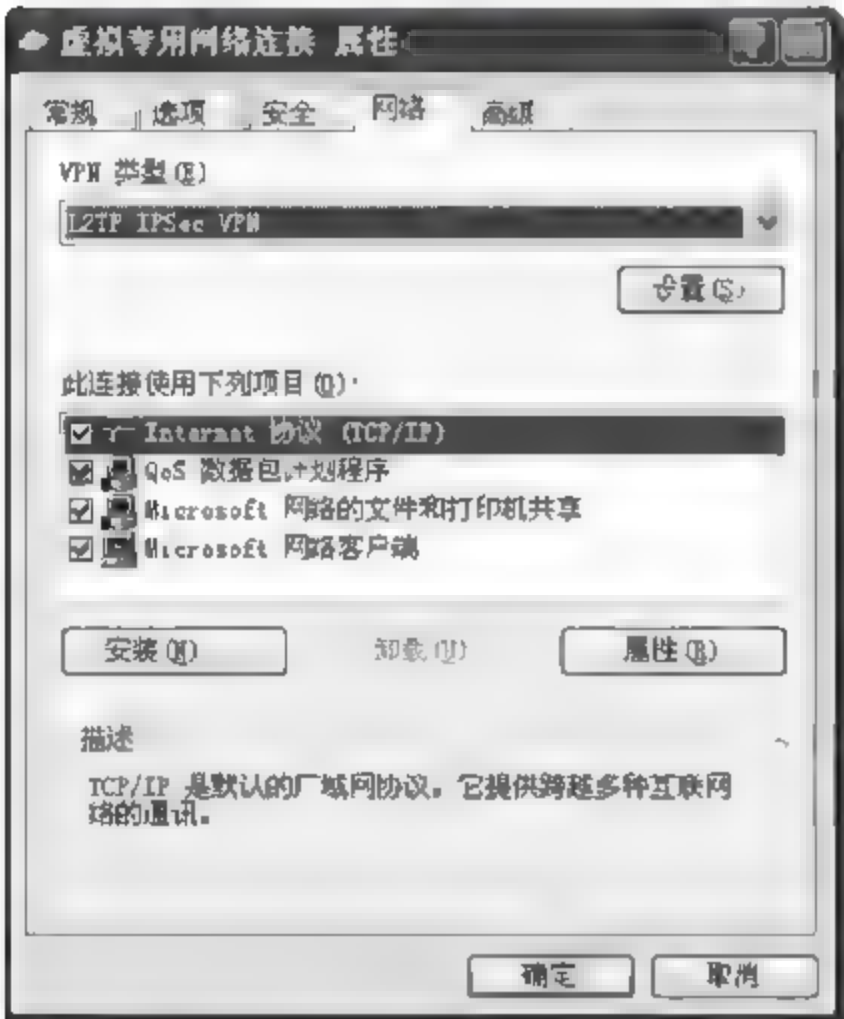 虚拟专用网络连接 属性
常规 选项 安全 网络 高级
VPN 类型(E)
L2TP IPSec VPN
设置(S)
此连接使用下列项目(O):
Internet 协议 (TCP/IP)
QoS 数据包计划程序
Microsoft 网络的文件和打印机共享
Microsoft 网络客户端
安装(N) 卸载(U) 属性(R)
描述
TCP/IP 是默认的广域网协议。它提供跨越多种互联网
络的通讯。
确定 取消